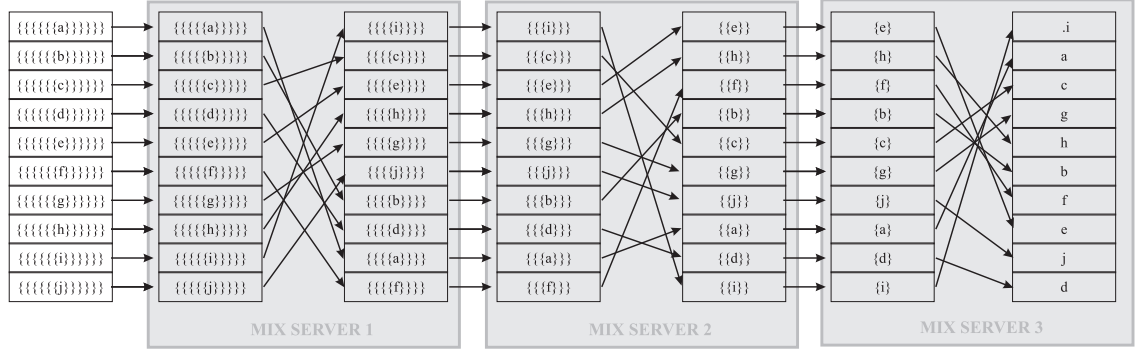 {{{{{{a}}}}}} {{{{{a}}}}} {{{{i}}}} {{{i}}} {{e}} {e} .i
{{{{{{b}}}}}} {{{{{b}}}}} {{{{c}}}} {{{c}}} {{h}} {h} a
{{{{{{c}}}}}} {{{{{c}}}}} {{{{e}}}} {{{e}}} {{f}} {f} c
{{{{{{d}}}}}} {{{{{d}}}}} {{{{h}}}} {{{h}}} {{b}} {b} g
{{{{{{e}}}}}} {{{{{e}}}}} {{{{g}}}} {{{g}}} {{c}} {c} h
{{{{{{f}}}}}} {{{{{f}}}}} {{{{j}}}} {{{j}}} {{g}} {g} b
{{{{{{g}}}}}} {{{{{g}}}}} {{{{b}}}} {{{b}}} {{j}} {j} f
{{{{{{h}}}}}} {{{{{h}}}}} {{{{d}}}} {{{d}}} {{a}} {a} e
{{{{{{i}}}}}} {{{{{i}}}}} {{{{a}}}} {{{a}}} {{d}} {d} j
{{{{{{j}}}}}} {{{{{j}}}}} {{{{f}}}} {{{f}}} {{i}} {i} d
MIX SERVER 1 MIX SERVER 2 MIX SERVER 3